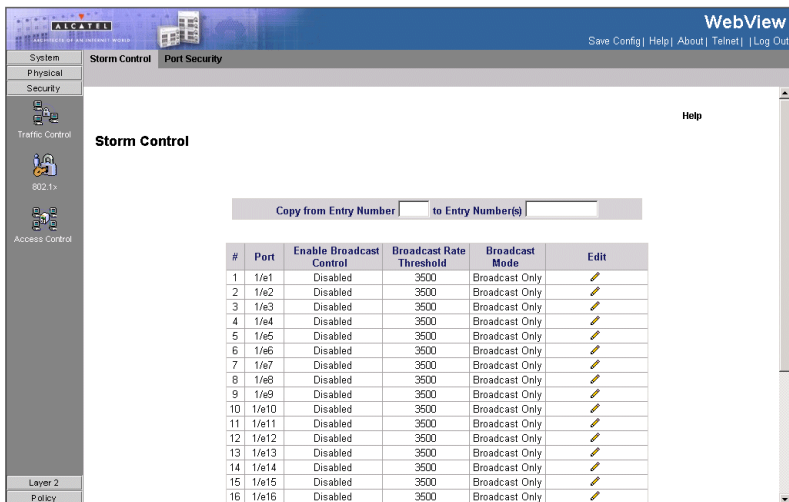 ALCATEL
ARCHITECTS OF AN INTERNET WORLD
WebView
Save Config| Help| About| Telnet| |Log Out
System
Physical
Security
Traffic Control
802.1x
Access Control
Layer 2
Policy
Storm Control Port Security
Help
Storm Control
Copy from Entry Number to Entry Number(s)
# Port Enable Broadcast Control Broadcast Rate Threshold Broadcast Mode Edit
1 1/e1 Disabled 3500 Broadcast Only
2 1/e2 Disabled 3500 Broadcast Only
3 1/e3 Disabled 3500 Broadcast Only
4 1/e4 Disabled 3500 Broadcast Only
5 1/e5 Disabled 3500 Broadcast Only
6 1/e6 Disabled 3500 Broadcast Only
7 1/e7 Disabled 3500 Broadcast Only
8 1/e8 Disabled 3500 Broadcast Only
9 1/e9 Disabled 3500 Broadcast Only
10 1/e10 Disabled 3500 Broadcast Only
11 1/e11 Disabled 3500 Broadcast Only
12 1/e12 Disabled 3500 Broadcast Only
13 1/e13 Disabled 3500 Broadcast Only
14 1/e14 Disabled 3500 Broadcast Only
15 1/e15 Disabled 3500 Broadcast Only
16 1/e16 Disabled 3500 Broadcast Only